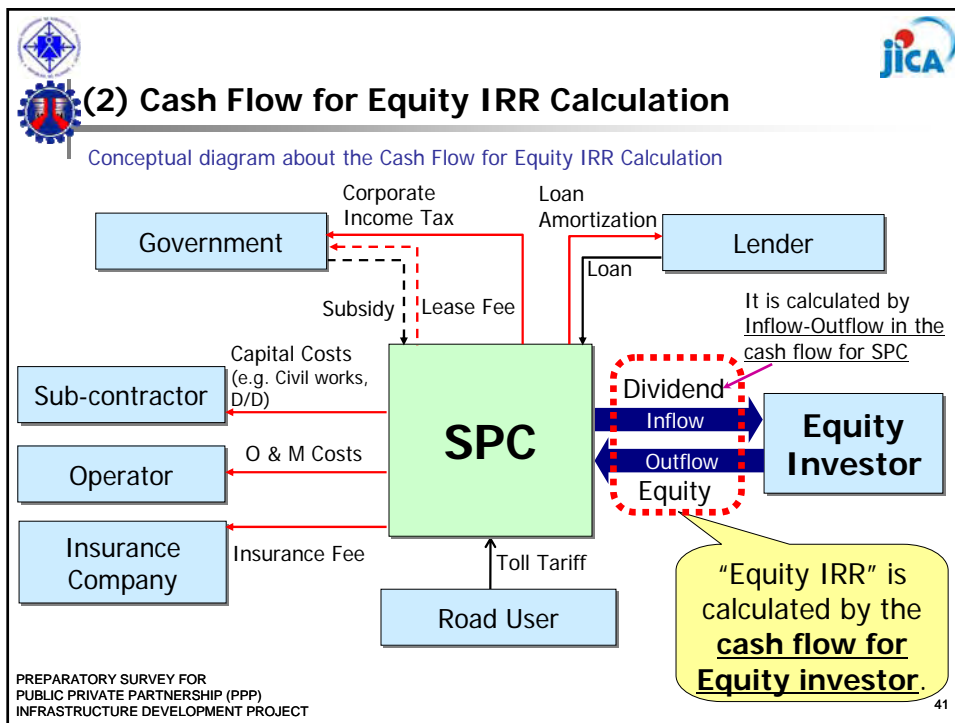 jICA
(2) Cash Flow for Equity IRR Calculation
Conceptual diagram about the Cash Flow for Equity IRR Calculation
Corporate
Income Tax
Loan
Amortization
Government
Lender
Loan
Subsidy
Lease Fee
It is calculated by
Inflow-Outflow in the
cash flow for SPC
Capital Costs
(e.g. Civil works,
D/D)
Sub-contractor
Dividend
Inflow
SPC
Equity
Investor
Outflow
Equity
O & M Costs
Operator
Insurance
Company
Insurance Fee
Toll Tariff
Road User
“Equity IRR” is
calculated by the
cash flow for
Equity investor.
PREPARATORY SURVEY FOR
PUBLIC PRIVATE PARTNERSHIP (PPP)
INFRASTRUCTURE DEVELOPMENT PROJECT
41